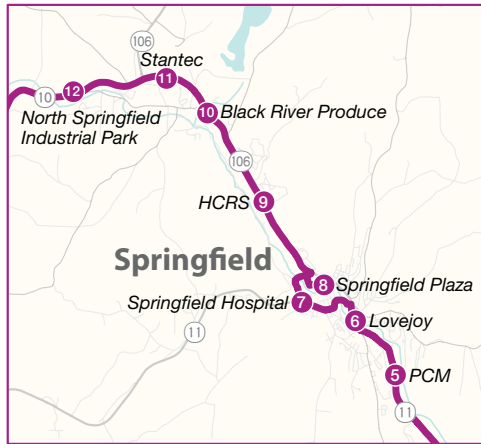 106
Stantec
11
10
12
North Springfield
Industrial Park
10
Black River Produce
106
HCRS
9
Springfield
8
Springfield Plaza
Springfield Hospital
7
6
Lovejoy
11
5
PCM
11